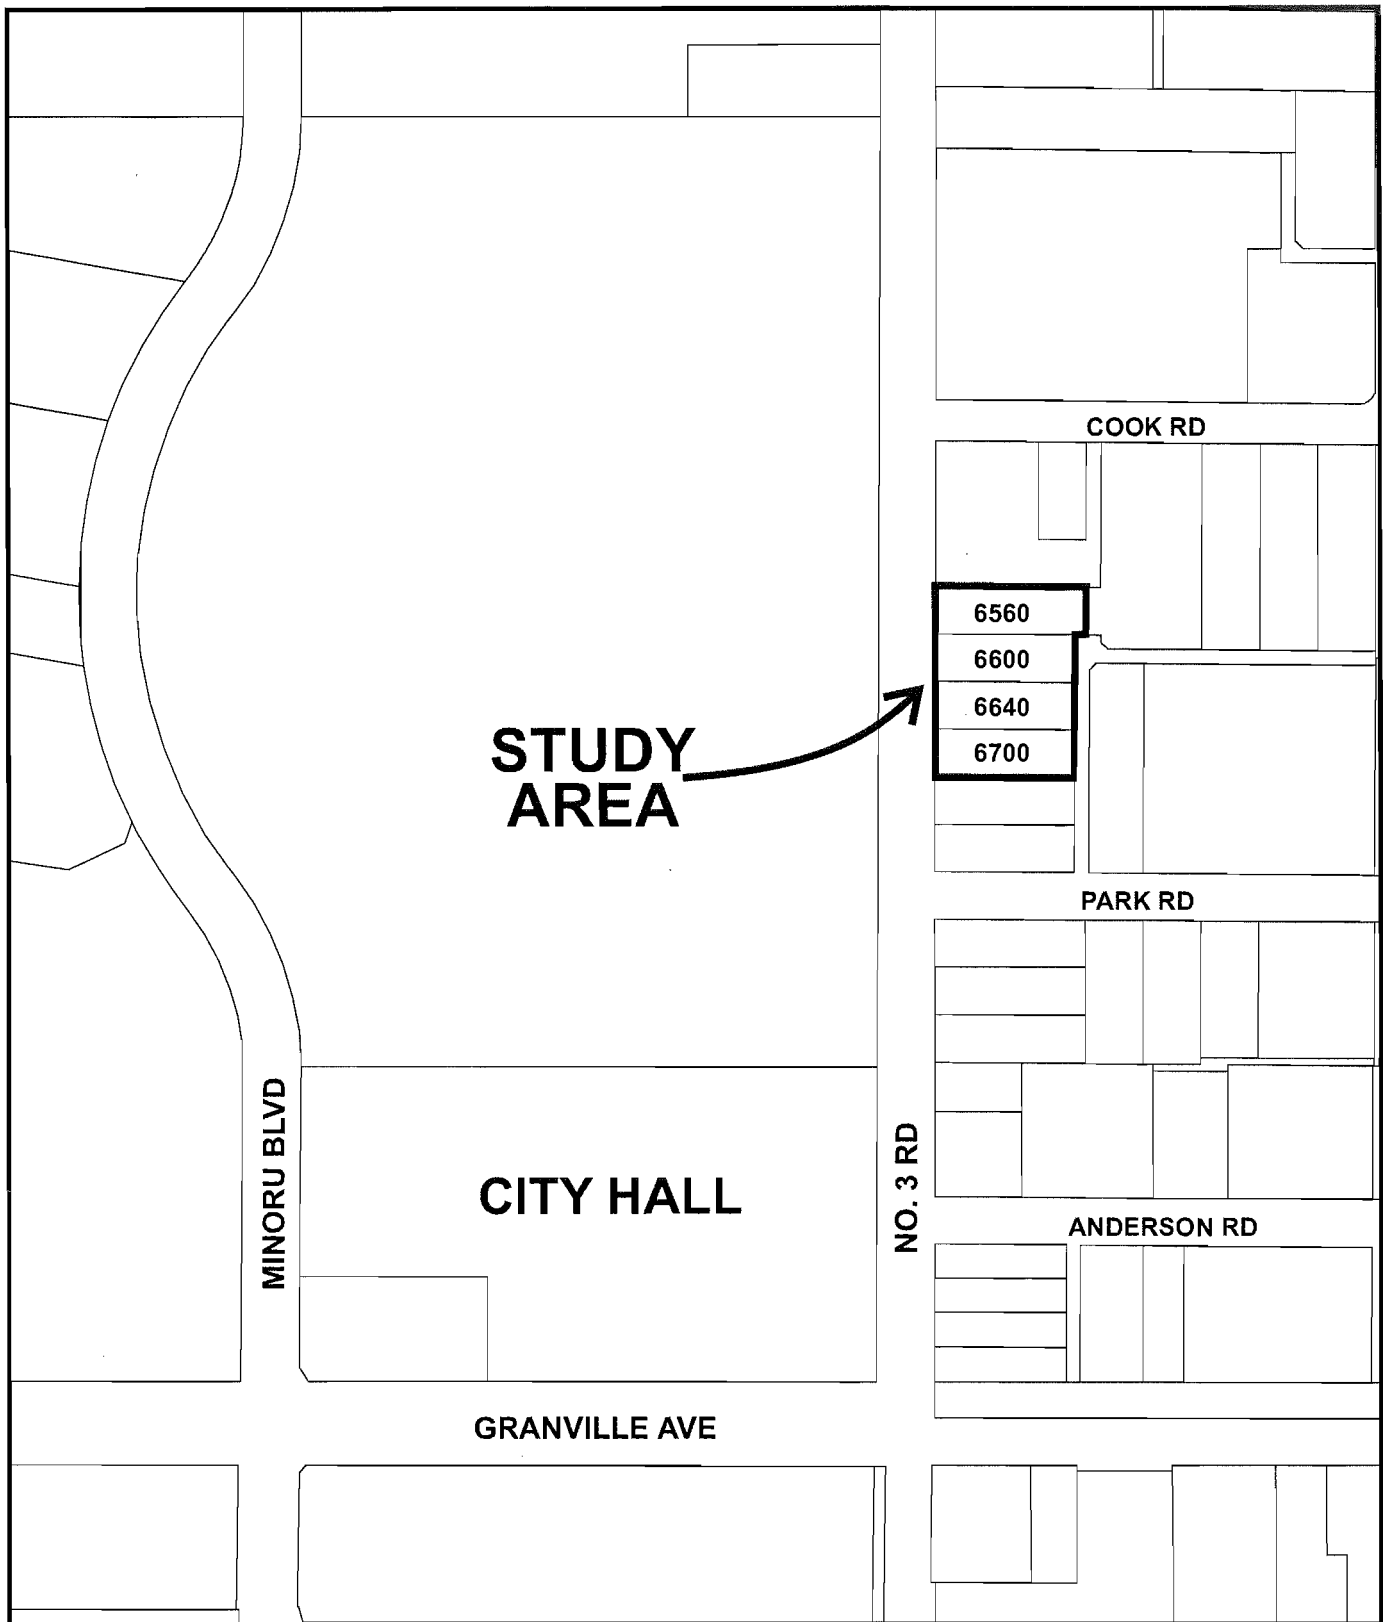 COOK RD
6560
6600
6640
6700
STUDY
AREA
PARK RD
MINORU BLVD
CITY HALL
NO. 3 RD
ANDERSON RD
GRANVILLE AVE